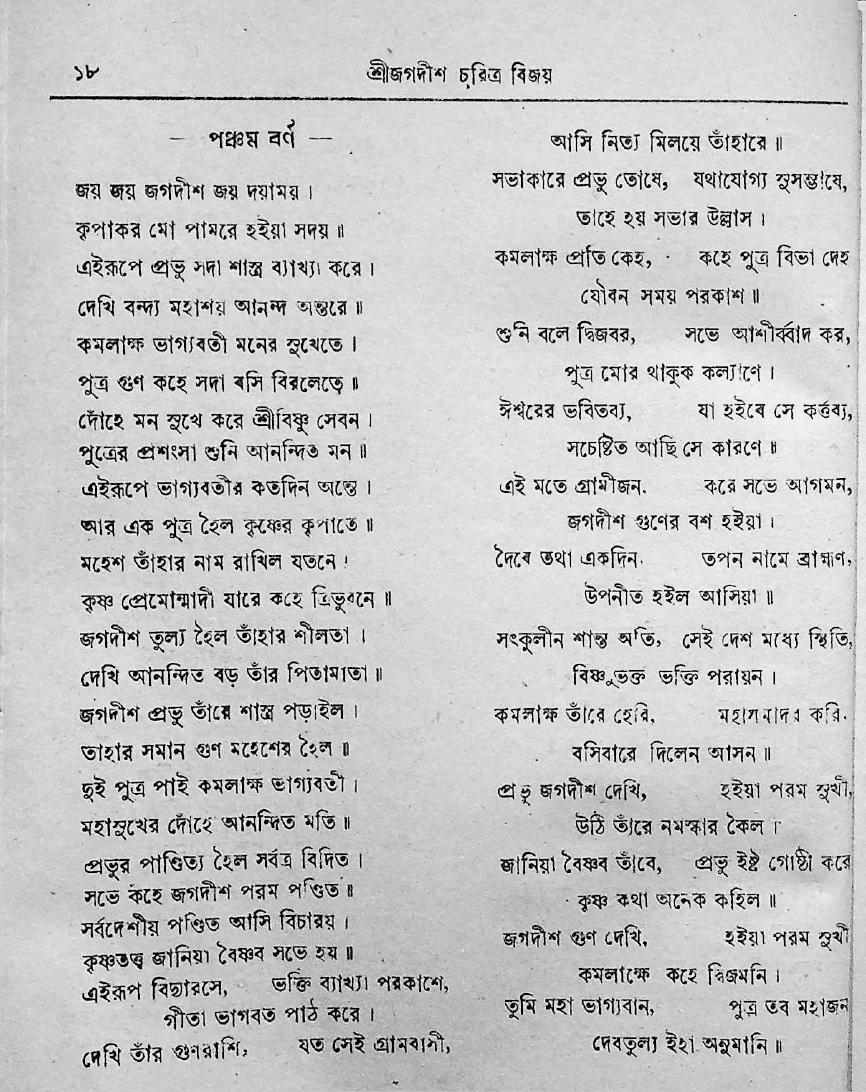 ১৮
শ্রীজগদীশ চরিত্র বিজয়
— পঞ্চম বর্ণ —
জয় জয় জগদীশ জয় দয়াময় ।
কৃপাকর মো পামরে হইয়া সদয় ॥
এইরূপে প্রভু সদা শাস্ত্র ব্যাখ্যা করে ।
দেখি বন্দ্য মহাশয় আনন্দ অন্তরে ॥
কমলাক্ষ ভাগ্যবতী মনের সুখেতে ।
পুত্র গুণ কহে সদা বসি বিরলেতে ॥
দোঁহে মন সুখে করে শ্রীবিষ্ণু সেবন ।
পুত্রের প্রশংসা শুনি আনন্দিত মন ॥
এইরূপে ভাগ্যবতীর কতদিন অন্তে ।
আর এক পুত্র হৈল কৃষ্ণের কৃপাতে ॥
মহেশ তাঁহার নাম রাখিল যতনে ।
কৃষ্ণ প্রেমোন্মাদী যারে কহে ত্রিভুবনে ॥
জগদীশ তুল্য হৈল তাঁহার শীলতা ।
দেখি আনন্দিত বড় তাঁর পিতামাতা ॥
জগদীশ প্রভু তাঁরে শাস্ত্র পড়াইল ।
তাহার সমান গুণ মহেশের হৈল ॥
দুই পুত্র পাই কমলাক্ষ ভাগ্যবতী ।
মহাসুখের দোঁহে আনন্দিত মতি ॥
প্রভুর পাণ্ডিত্য হৈল সর্বত্র বিদিত ।
সভে কহে জগদীশ পরম পণ্ডিত ॥
সর্বদেশীয় পণ্ডিত আসি বিচারয় ।
কৃষ্ণতত্ত্ব জানিয়া বৈষ্ণব সভে হয় ॥
এইরূপ বিদ্যারসে, ভক্তি ব্যাখ্যা পরকাশে,
গীতা ভাগবত পাঠ করে ।
দেখি তাঁর গুণরাশি, যত সেই গ্রামবাসী,
আসি নিত্য মিলয়ে তাঁহারে ॥
সভাকারে প্রভু তোষে, যথাযোগ্য সুসম্ভাষে,
তাহে হয় সভার উল্লাস ।
কমলাক্ষ প্রতি কেহ, কহে পুত্র বিভা দেহ
যৌবন সময় পরকাশ ॥
শুনি বলে দ্বিজবর, সভে আশীর্ব্বাদ কর,
পুত্র মোর থাকুক কল্যাণে ।
ঈশ্বরের ভবিতব্য, যা হইবে সে কর্ত্তব্য,
সচেষ্টিত আছি সে কারণে ॥
এই মতে গ্রামীজন. করে সভে আগমন,
জগদীশ গুণের বশ হইয়া ।
দৈবে তথা একদিন. তপন নামে ব্রাহ্মণ,
উপনীত হইল আসিয়া ॥
সৎকুলীন শান্ত অতি, সেই দেশ মধ্যে স্থিতি,
বিষ্ণুভক্ত ভক্তি পরায়ন ।
কমলাক্ষ তাঁরে হেরি, মহাসমাদর করি.
বসিবারে দিলেন আসন ॥
প্রভু জগদীশ দেখি, হইয়া পরম সুখী,
উঠি তাঁরে নমস্কার কৈল ।
জানিয়া বৈষ্ণব তাঁবে, প্রভু ইষ্ট গোষ্ঠী করে
কৃষ্ণ কথা অনেক কহিল ॥
জগদীশ গুণ দেখি, হইয়া পরম সুখী
কমলাক্ষে কহে দ্বিজমনি ।
তুমি মহা ভাগ্যবান, পুত্র তব মহাজন
দেবতুল্য ইহা অনুমানি ॥